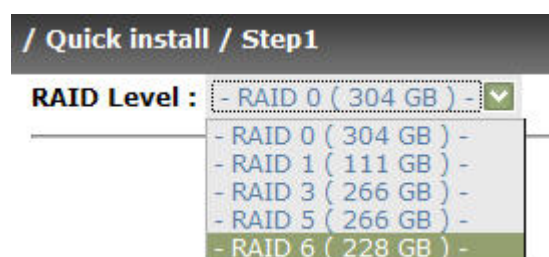 / Quick install / Step1
RAID Level : - RAID 0 ( 304 GB ) -
- RAID 0 ( 304 GB ) -
- RAID 1 ( 111 GB ) -
- RAID 3 ( 266 GB ) -
- RAID 5 ( 266 GB ) -
- RAID 6 ( 228 GB ) -